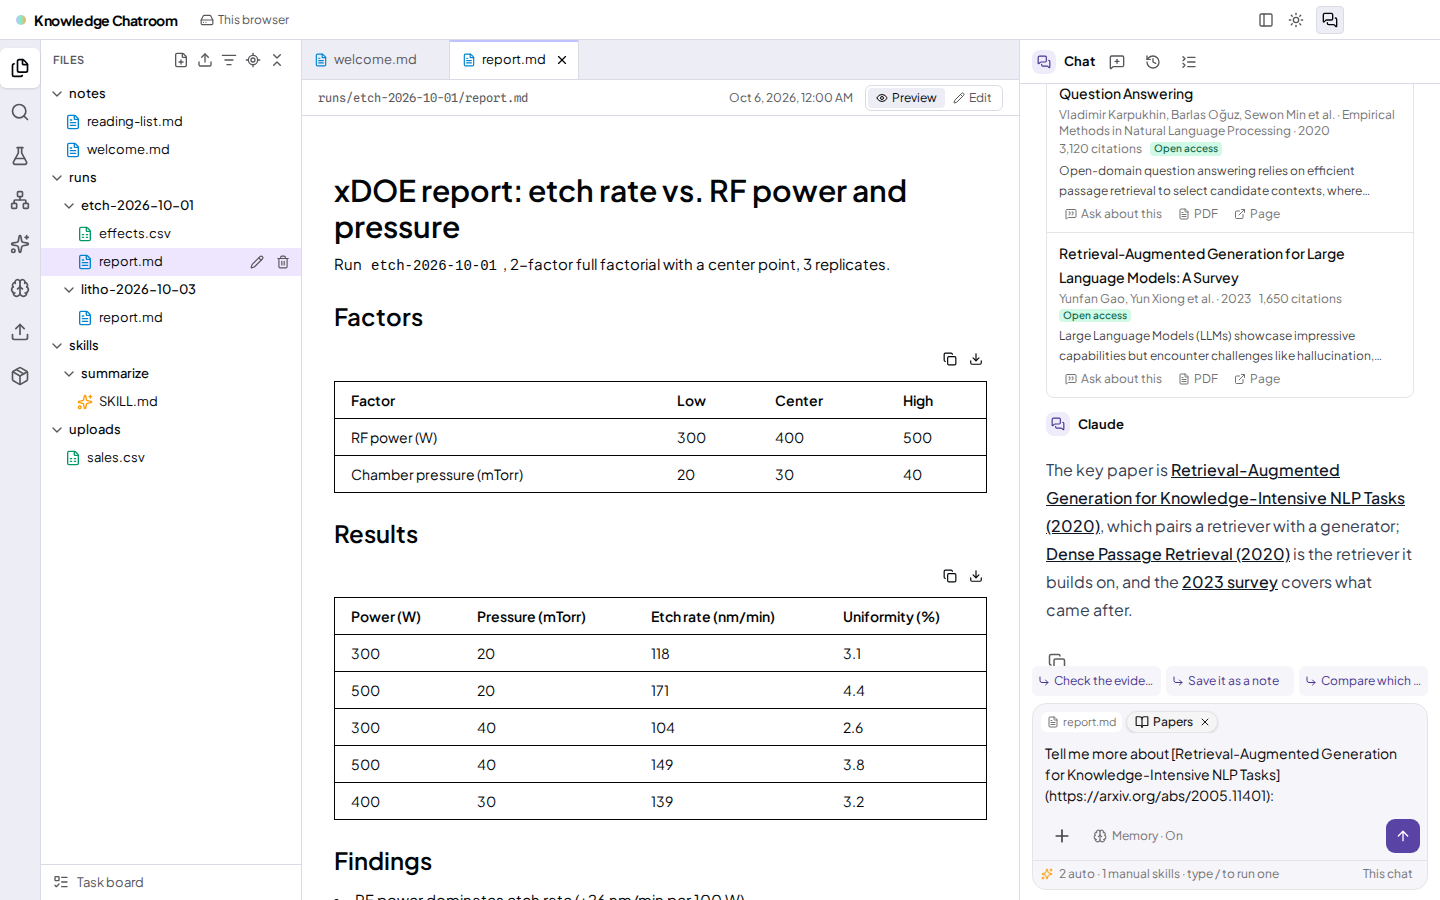 Knowledge Chatroom
This browser
FILES
notes
reading-list.md
welcome.md
runs
etch-2026-10-01
effects.csv
report.md
litho-2026-10-03
report.md
skills
summarize
SKILL.md
uploads
sales.csv
Task board
welcome.md
report.md
runs/etch-2026-10-01/report.md
Oct 6, 2026, 12:00 AM
Preview
Edit
xDOE report: etch rate vs. RF power and
pressure
Run etch-2026-10-01 , 2-factor full factorial with a center point, 3 replicates.
Factors
Factor Low Center High
RF power (W) 300 400 500
Chamber pressure (mTorr) 20 30 40
Results
Power (W) Pressure (mTorr) Etch rate (nm/min) Uniformity (%)
300 20 118 3.1
500 20 171 4.4
300 40 104 2.6
500 40 149 3.8
400 30 139 3.2
Findings
RF power dominates etch rate (+26 nm/min per 100 W)
Chat
Question Answering
Vladimir Karpukhin, Barlas Oğuz, Sewon Min et al. · Empirical
Methods in Natural Language Processing · 2020
3,120 citations Open access
Open-domain question answering relies on efficient
passage retrieval to select candidate contexts, where…
Ask about this PDF Page
Retrieval-Augmented Generation for Large
Language Models: A Survey
Yunfan Gao, Yun Xiong et al. · 2023 1,650 citations
Open access
Large Language Models (LLMs) showcase impressive
capabilities but encounter challenges like hallucination,…
Ask about this PDF Page
Claude
The key paper is Retrieval-Augmented
Generation for Knowledge-Intensive NLP Tasks
(2020), which pairs a retriever with a generator;
Dense Passage Retrieval (2020) is the retriever it
builds on, and the 2023 survey covers what
came after.
Check the evide…
Save it as a note
Compare which …
report.md
Papers
Tell me more about [Retrieval-Augmented Generation
for Knowledge-Intensive NLP Tasks]
(https://arxiv.org/abs/2005.11401):
Memory · On
2 auto · 1 manual skills · type / to run one
This chat